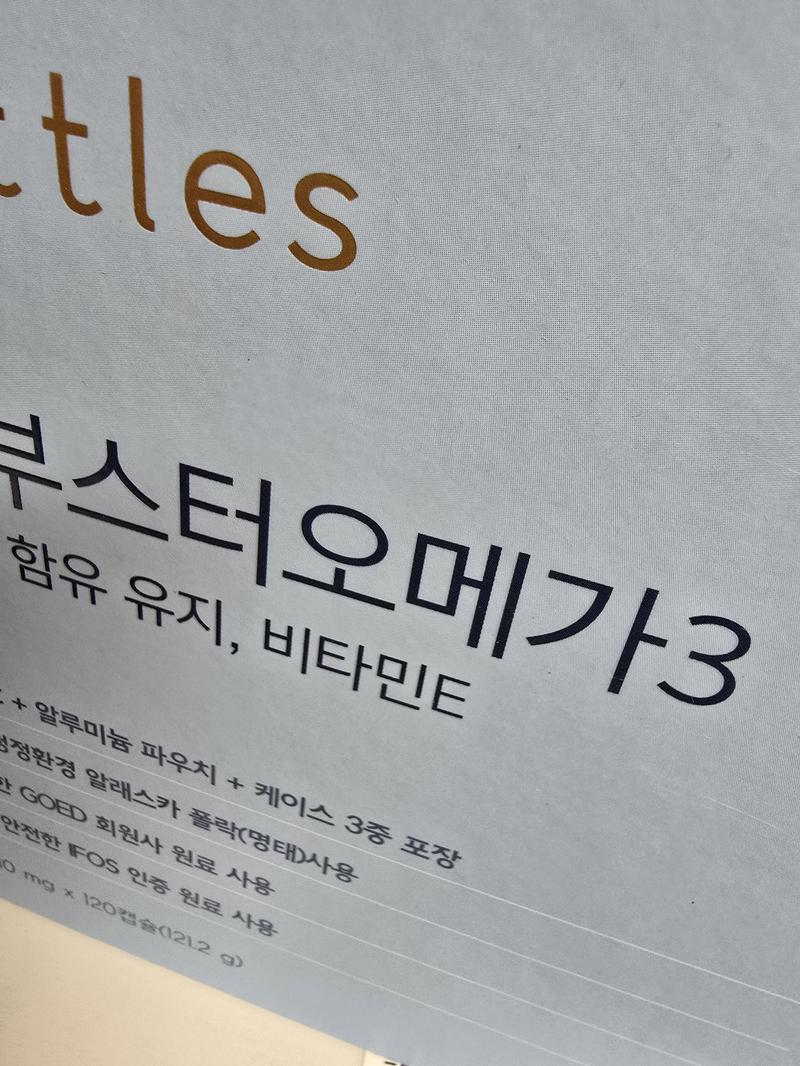 ttles
부스터오메가3
함유 유지, 비타민E
+ 알루미늄 파우치 + 케이스 3중 포장
청정환경 알래스카 폴락(명태)사용
한 GOED 회원사 원료 사용
안전한 IFOS 인증 원료 사용
mg x 120캡슐(121.2 g)